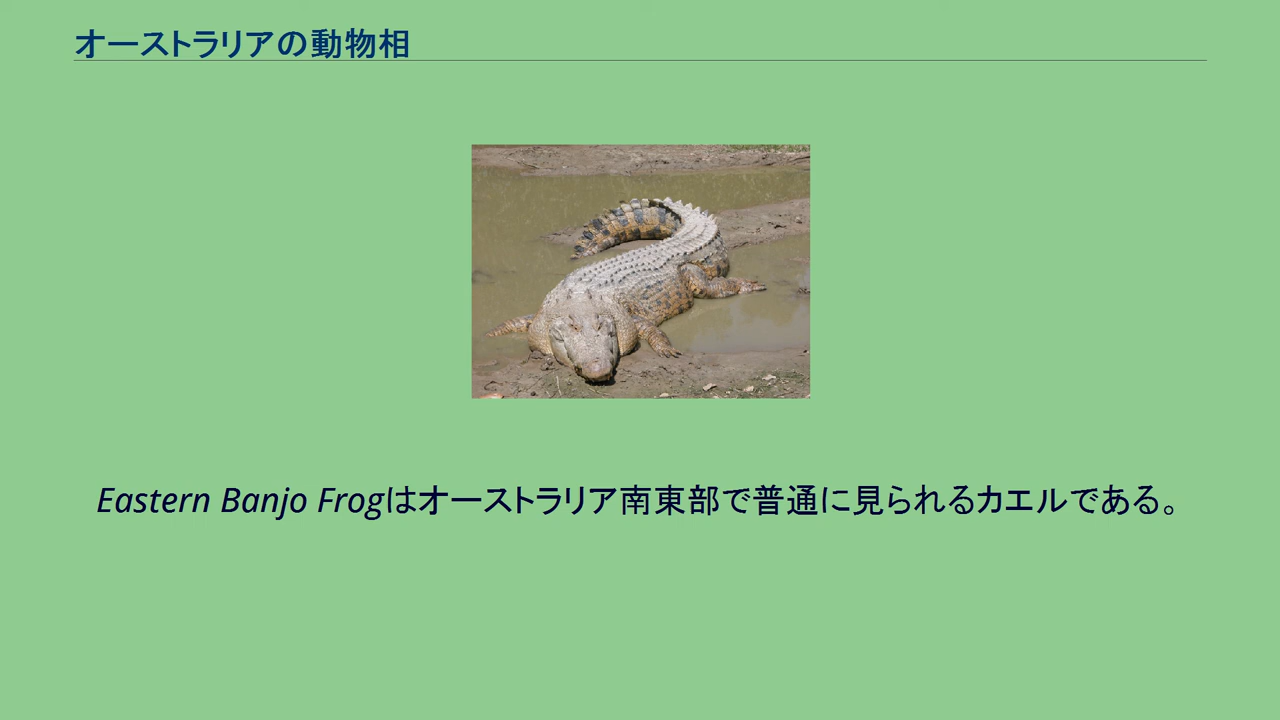 オーストラリアの動物相
Eastern Banjo Frogはオーストラリア南東部で普通に見られるカエルである。